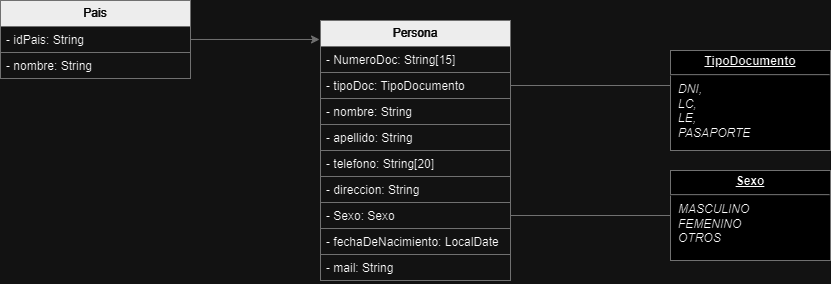 Pais
- idPais: String
- nombre: String
Persona
- NumeroDoc: String[15]
- tipoDoc: TipoDocumento
- nombre: String
- apellido: String
- telefono: String[20]
- direccion: String
- Sexo: Sexo
- fechaDeNacimiento: LocalDate
- mail: String
TipoDocumento
DNI,
LC,
LE,
PASAPORTE
Sexo
MASCULINO
FEMENINO
OTROS